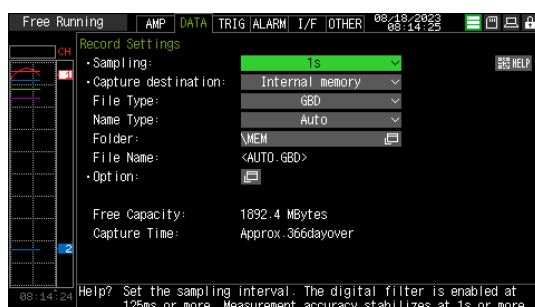 Free Running AMP DATA TRIG ALARM I/F OTHER 08/18/2023 08:14:25
CH
Record Settings
1
•Sampling: 1s
HELP
•Capture destination: Internal memory
File Type: GBD
Name Type: Auto
Folder: \MEM
File Name: <AUTO.GBD>
•Option:
Free Capacity: 1892.4 MBytes
2
Capture Time: Approx.366dayover
08:14:24
Help? Set the sampling interval. The digital filter is enabled at
125ms or more. Measurement accuracy stabilizes at 1s or more